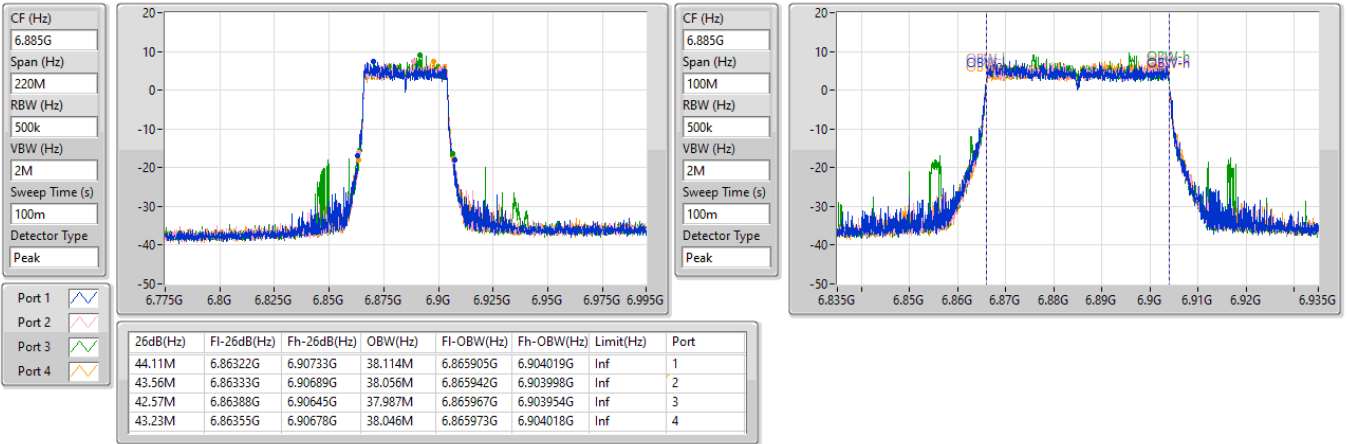 CF (Hz)
6.885G
Span (Hz)
220M
RBW (Hz)
500k
VBW (Hz)
2M
Sweep Time (s)
100m
Detector Type
Peak
20-
10-
0-
-10-
-20-
-30-
-40-
-50-
6.775G 6.8G 6.825G 6.85G 6.875G 6.9G 6.925G 6.95G 6.975G 6.995G
CF (Hz)
6.885G
Span (Hz)
100M
RBW (Hz)
500k
VBW (Hz)
2M
Sweep Time (s)
100m
Detector Type
Peak
20-
10-
0-
-10-
-20-
-30-
-40-
-50-
OBW-h
6.835G 6.85G 6.86G 6.87G 6.88G 6.89G 6.9G 6.91G 6.92G 6.935G
Port 1
Port 2
Port 3
Port 4
26dB(Hz) Fl-26dB(Hz) Fh-26dB(Hz) OBW(Hz) Fl-OBW(Hz) Fh-OBW(Hz) Limit(Hz) Port
44.11M 6.86322G 6.90733G 38.114M 6.865905G 6.904019G Inf 1
43.56M 6.86333G 6.90689G 38.056M 6.865942G 6.903998G Inf 2
42.57M 6.86388G 6.90645G 37.987M 6.865967G 6.903954G Inf 3
43.23M 6.86355G 6.90678G 38.046M 6.865973G 6.904018G Inf 4